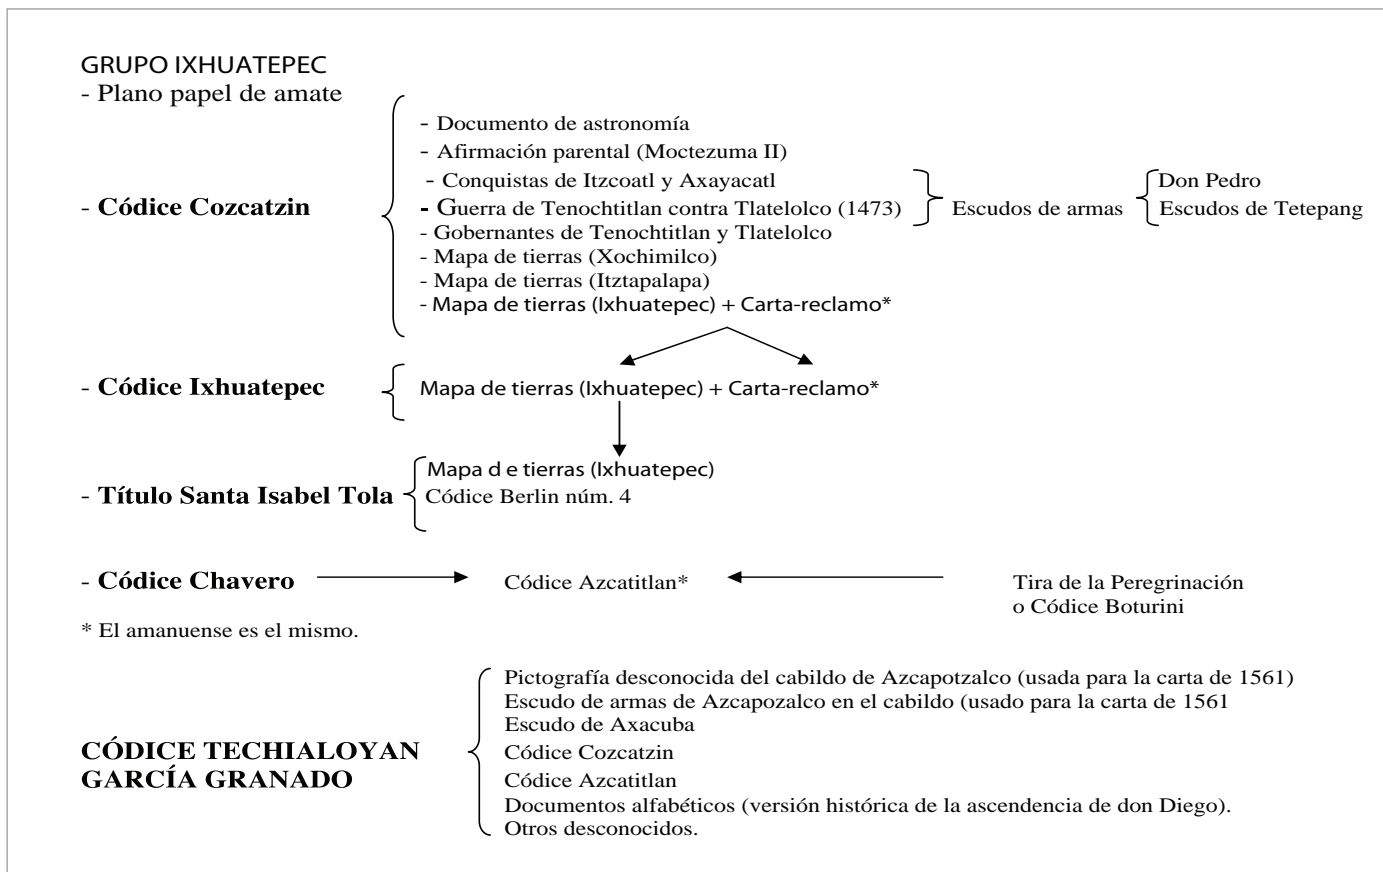 GRUPO IXHUATEPEC
- Plano papel de amate
- Códice Cozcatzin
- Documento de astronomía
- Afirmación parental (Moctezuma II)
- Conquistas de Itzcoatl y Axayacatl
- Guerra de Tenochtitlan contra Tlatelolco (1473)
- Gobernantes de Tenochtitlan y Tlatelolco
- Mapa de tierras (Xochimilco)
- Mapa de tierras (Itztapalapa)
- Mapa de tierras (Ixhuatepec) + Carta-reclamo*
Escudos de armas
Don Pedro
Escudos de Tetepang
- Códice Ixhuatepec
Mapa de tierras (Ixhuatepec) + Carta-reclamo*
- Título Santa Isabel Tola
Mapa d e tierras (Ixhuatepec)
Códice Berlin núm. 4
- Códice Chavero
Códice Azcatitlan*
Tira de la Peregrinación
o Códice Boturini
* El amanuense es el mismo.
CÓDICE TECHIALOYAN
GARCÍA GRANADO
Pictografía desconocida del cabildo de Azcapotzalco (usada para la carta de 1561)
Escudo de armas de Azcapozalco en el cabildo (usado para la carta de 1561
Escudo de Axacuba
Códice Cozcatzin
Códice Azcatitlan
Documentos alfabéticos (versión histórica de la ascendencia de don Diego).
Otros desconocidos.